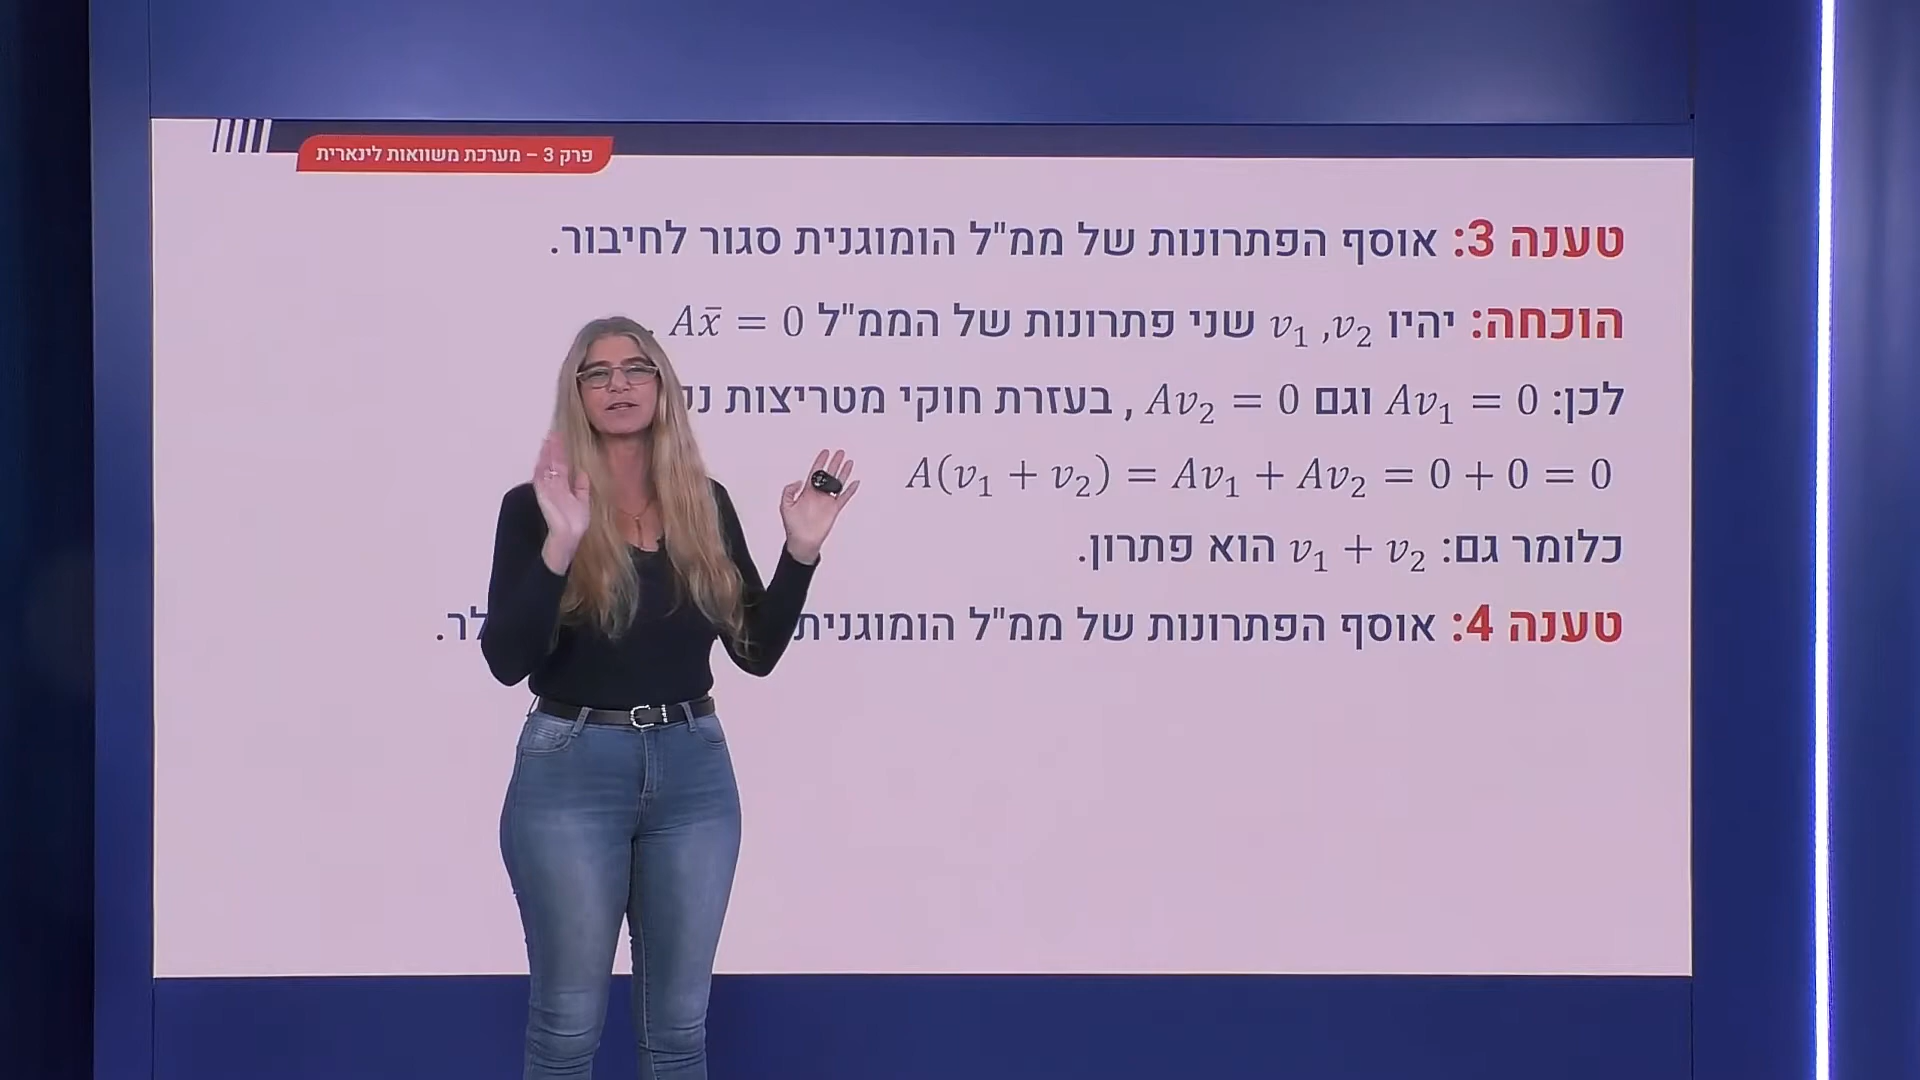 פרק 3 – מערכת משוואות לינארית
טענה 3: אוסף הפתרונות של ממ"ל הומוגנית סגור לחיבור.
הוכחה: יהיו v₁ ,v₂ שני פתרונות של הממ"ל Ax̄ = 0 .
לכן: Av₁ = 0 וגם Av₂ = 0 , בעזרת חוקי מטריצות
A(v₁ + v₂) = Av₁ + Av₂ = 0 + 0 = 0
כלומר גם: v₁ + v₂ הוא פתרון.
טענה 4: אוסף הפתרונות של ממ"ל הומוגנית